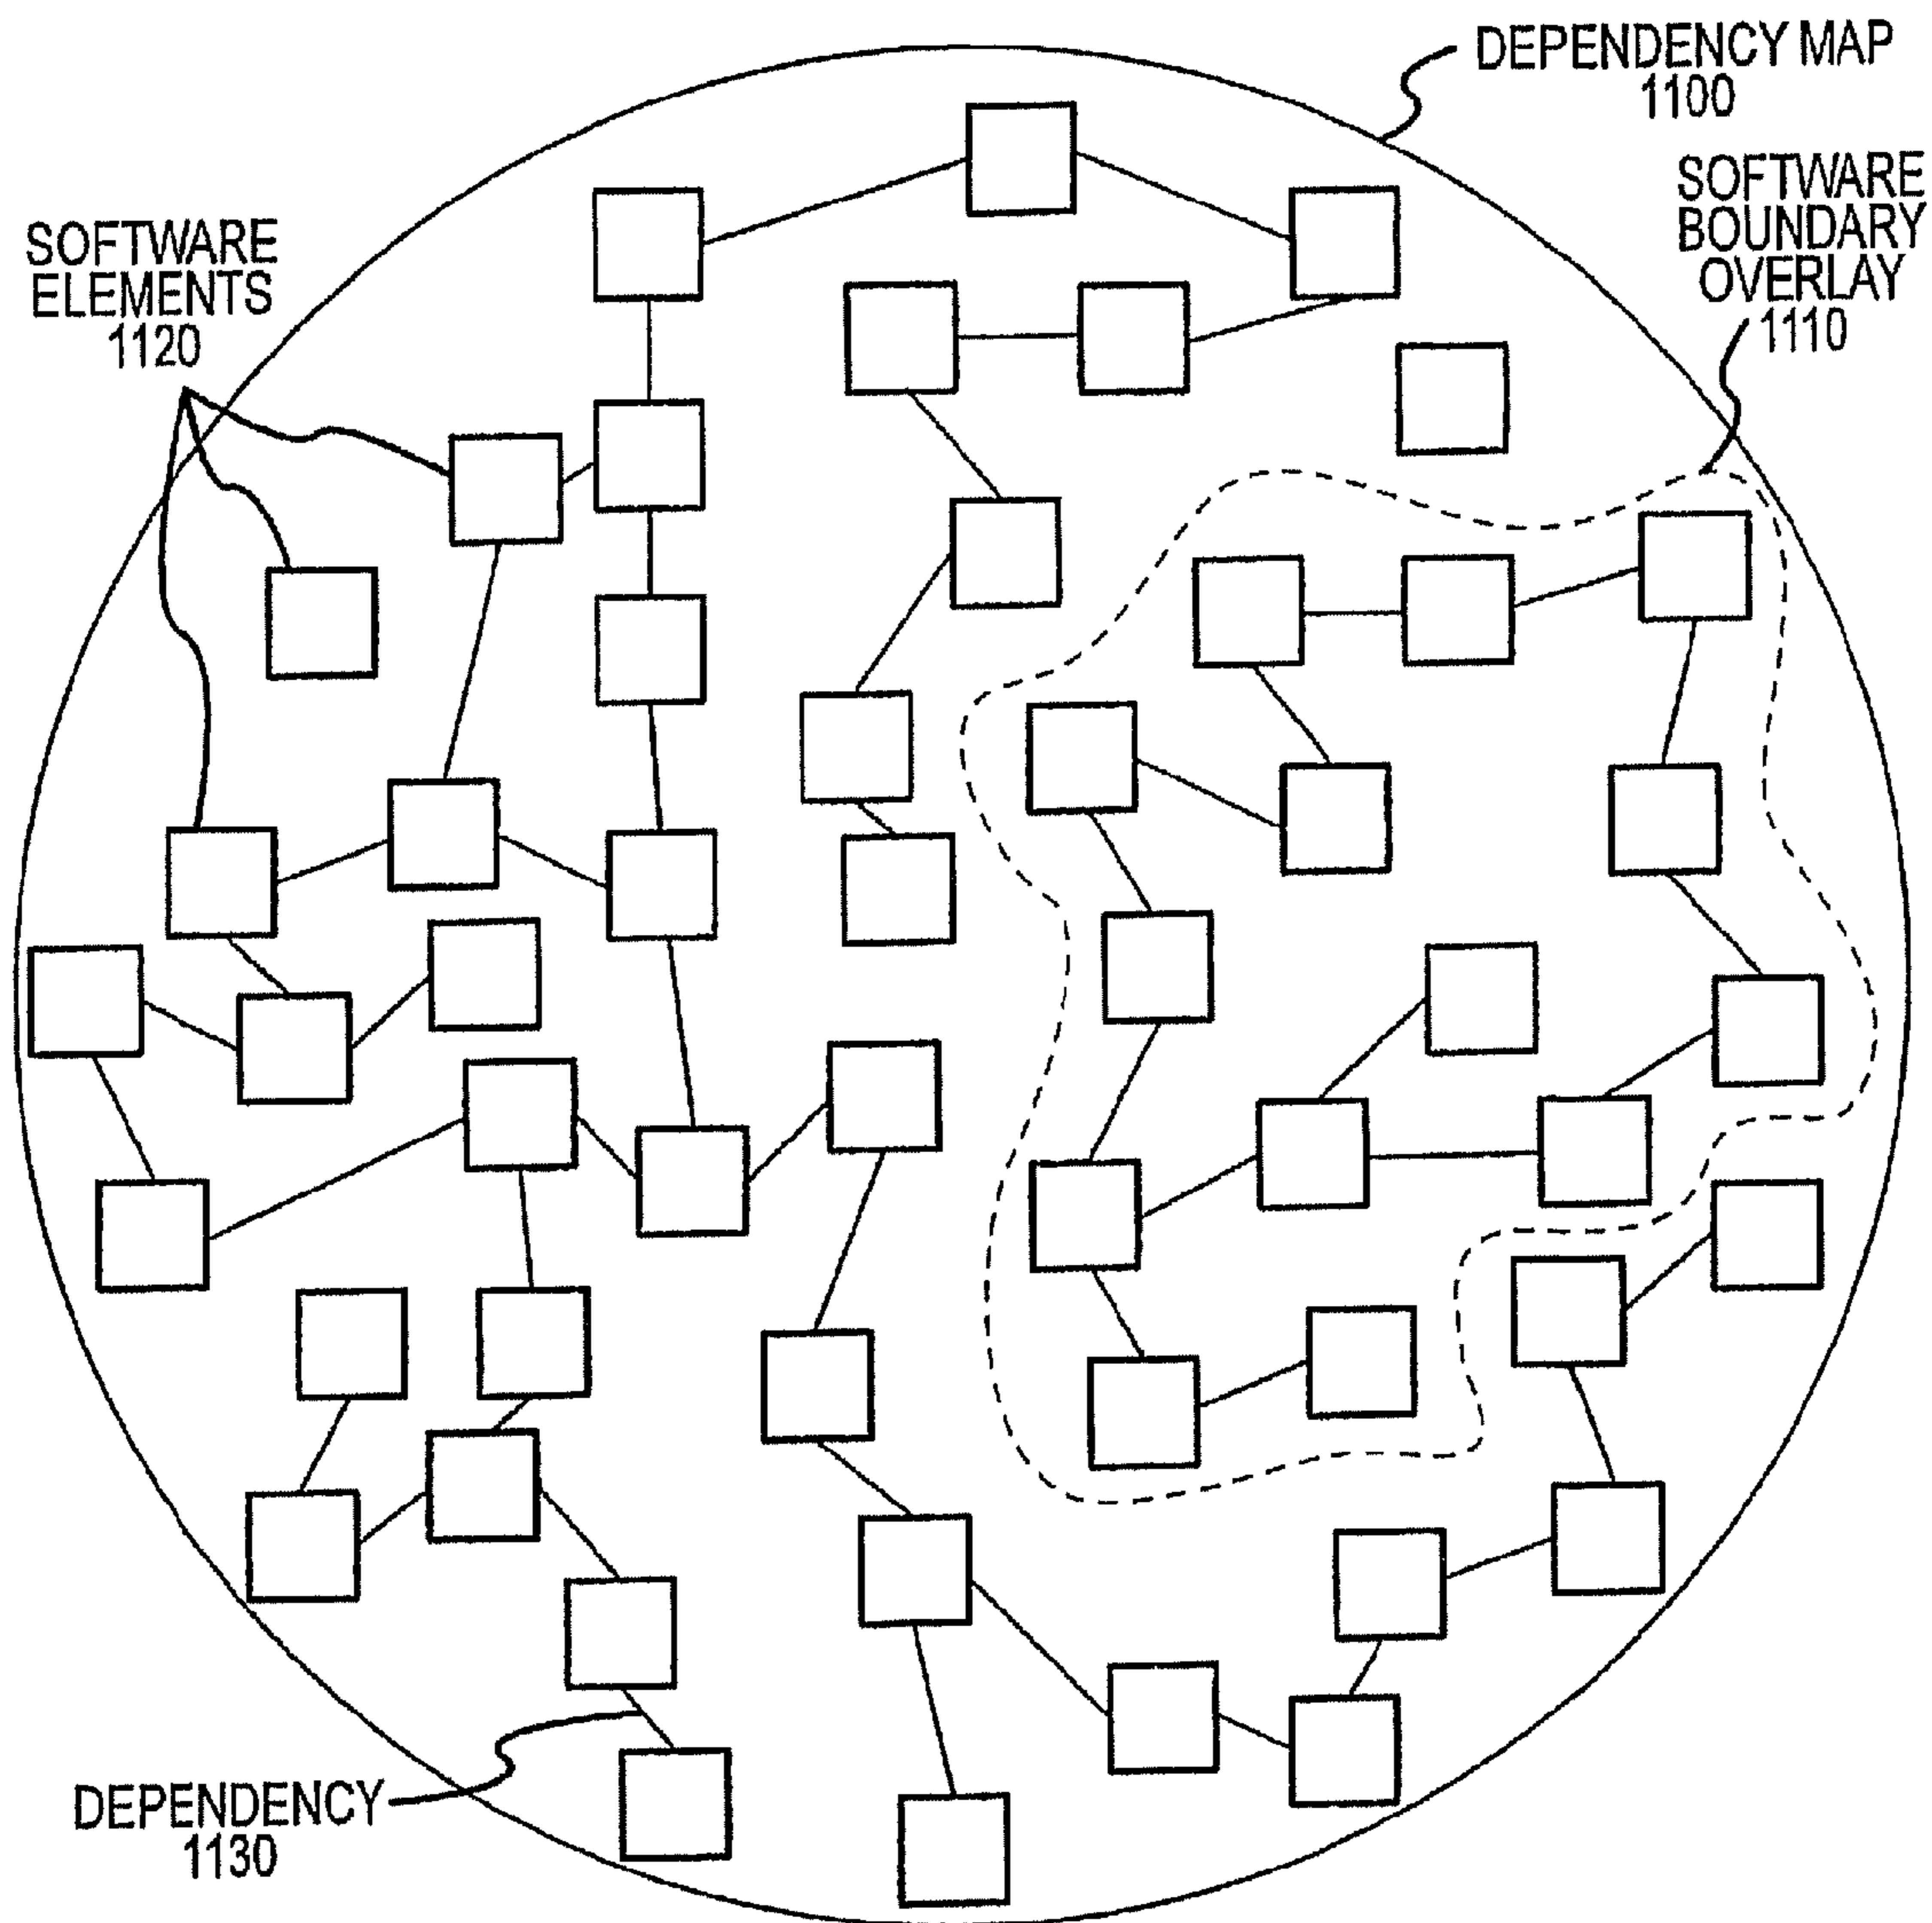 DEPENDENCY MAP
1100
SOFTWARE
BOUNDARY
OVERLAY
1110
SOFTWARE
ELEMENTS
1120
DEPENDENCY
1130